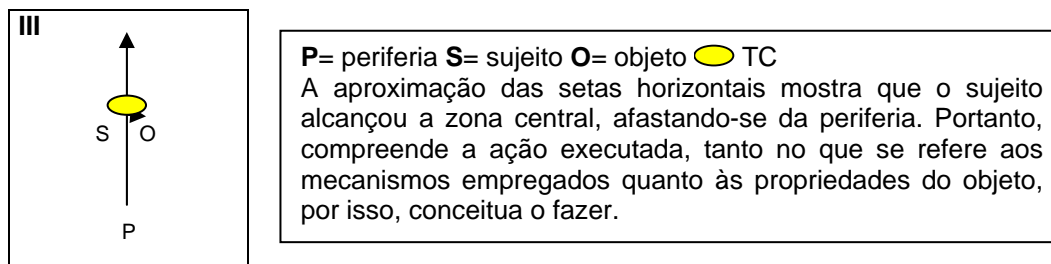 III
S O
P
P= periferia S= sujeito O= objeto TC
A aproximação das setas horizontais mostra que o sujeito
alcançou a zona central, afastando-se da periferia. Portanto,
compreende a ação executada, tanto no que se refere aos
mecanismos empregados quanto às propriedades do objeto,
por isso, conceitua o fazer.